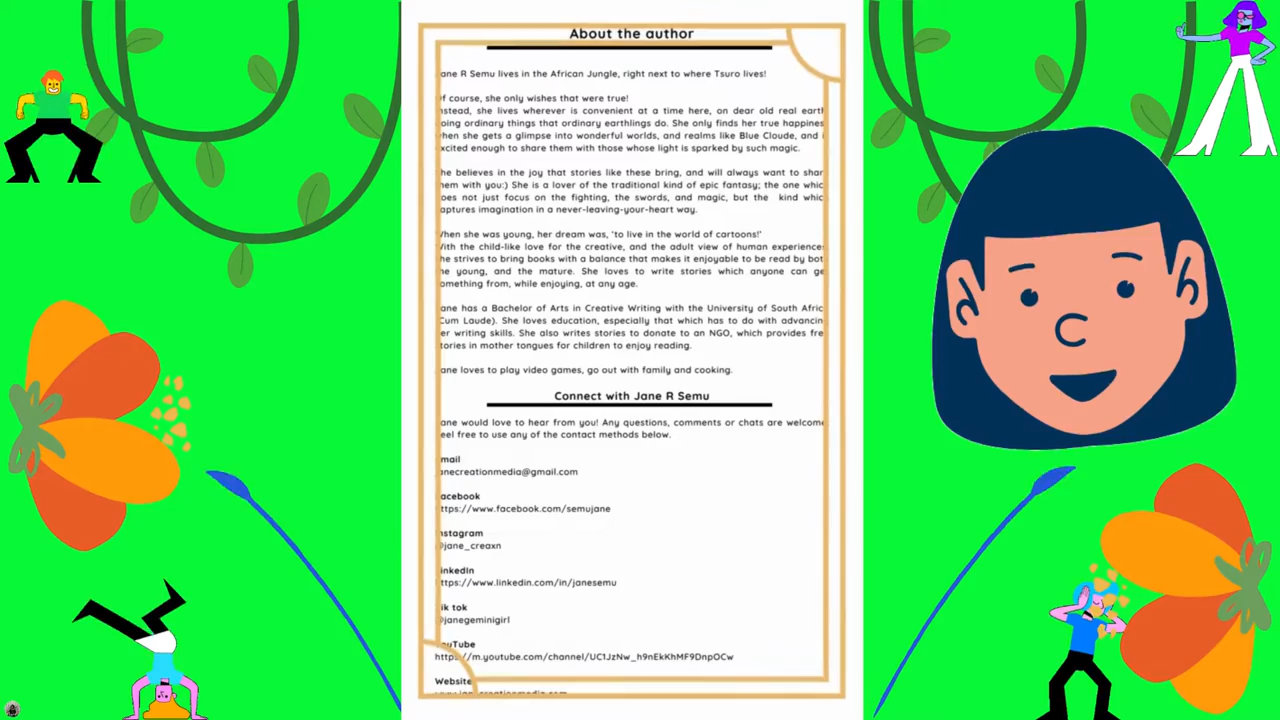 About the author
ane R Semu lives in the African Jungle, right next to where Tsuro lives!
f course, she only wishes that were true!
nstead, she lives wherever is convenient at a time here, on dear old real earth
oing ordinary things that ordinary earthlings do. She only finds her true happines
hen she gets a glimpse into wonderful worlds, and realms like Blue Cloude, and i
xcited enough to share them with those whose light is sparked by such magic.
he believes in the joy that stories like these bring, and will always want to shar
hem with you:) She is a lover of the traditional kind of epic fantasy; the one whic
oes not just focus on the fighting, the swords, and magic, but the kind whic
aptures imagination in a never-leaving-your-heart way.
When she was young, her dream was, 'to live in the world of cartoons!'
With the child-like love for the creative, and the adult view of human experiences
he strives to bring books with a balance that makes it enjoyable to be read by bot
he young, and the mature. She loves to write stories which anyone can ge
omething from, while enjoying, at any age.
ane has a Bachelor of Arts in Creative Writing with the University of South Afric
Cum Laude). She loves education, especially that which has to do with advancin
er writing skills. She also writes stories to donate to an NGO, which provides fre
tories in mother tongues for children to enjoy reading.
ane loves to play video games, go out with family and cooking.
Connect with Jane R Semu
ane would love to hear from you! Any questions, comments or chats are welcome
eel free to use any of the contact methods below.
mail
anecreationmedia@gmail.com
acebook
ttps://www.facebook.com/semujane
nstagram
@jane_creaxn
inkedIn
ttps://www.linkedin.com/in/janesemu
ik tok
@janegeminigirl
ouTube
https://m.youtube.com/channel/UC1JzNw_h9nEkKhMF9DnpOCw
Website